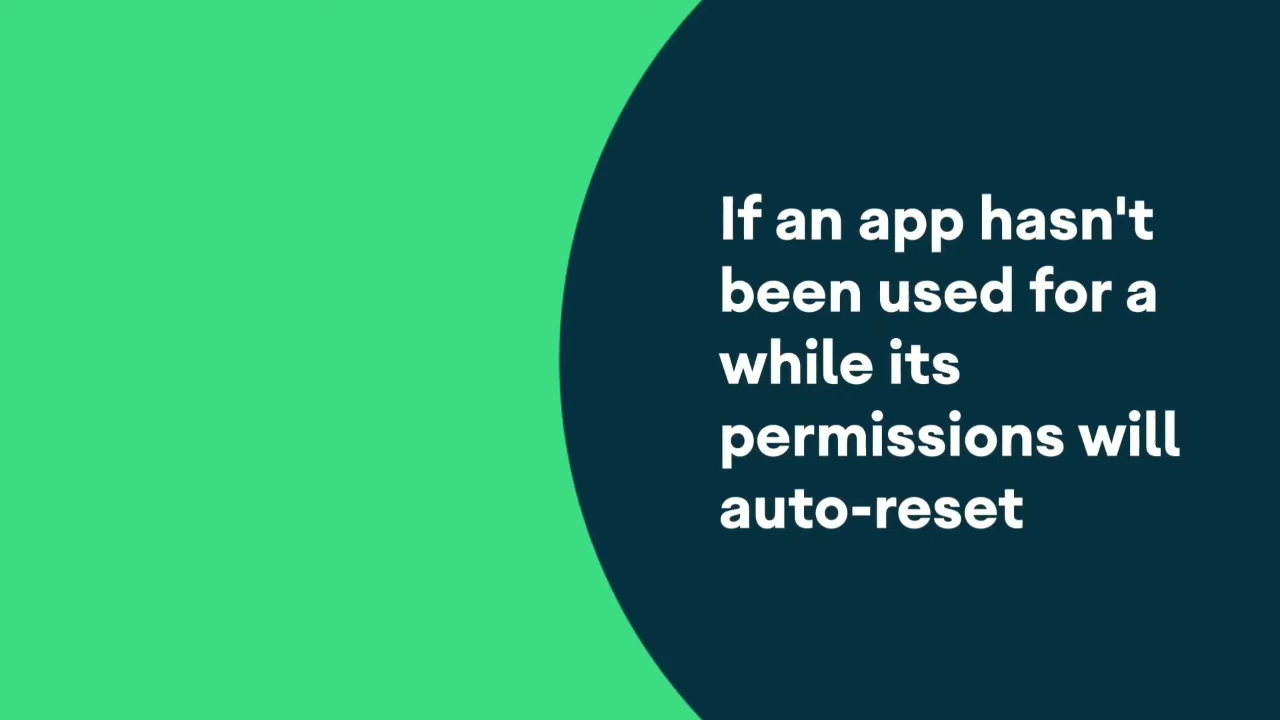 If an app hasn't
been used for a
while its
permissions will
auto-reset